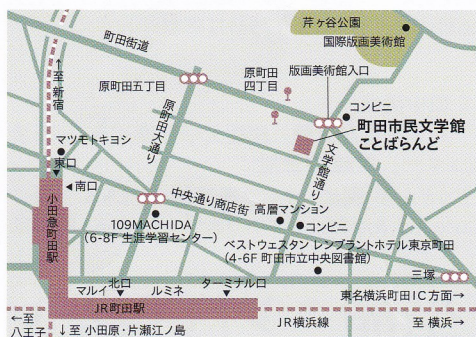 芹ヶ谷公園
国際版画美術館
町田街道
←至新宿
原町田五丁目
原町田
四丁目
版画美術館入口
コンビニ
町田市民文学館
ことばらんど
マツモトキヨシ
東口
南口
原町田大通り
文学館通り
小田急町田駅
中央通り商店街
高層マンション
コンビニ
109MACHIDA
(6-8F 生涯学習センター)
ベストウェスタン レンブラントホテル東京町田
(4-6F 町田市立中央図書館)
三塚
マルイ
北口
ルミネ
ターミナル口
東名横浜町田IC方面→
JR町田駅
←至
八王子
↓至 小田原・片瀬江ノ島
JR横浜線
至 横浜→